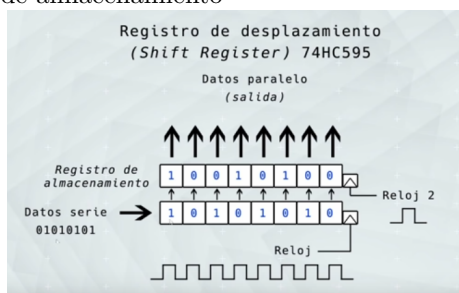 de almacenamiento
Registro de desplazamiento
(Shift Register) 74HC595
Datos paralelo
(salida)
Registro de
almacenamiento
1 0 0 1 0 1 0 0
Reloj 2
Datos serie
01010101
1 0 1 0 1 0 1 0
Reloj